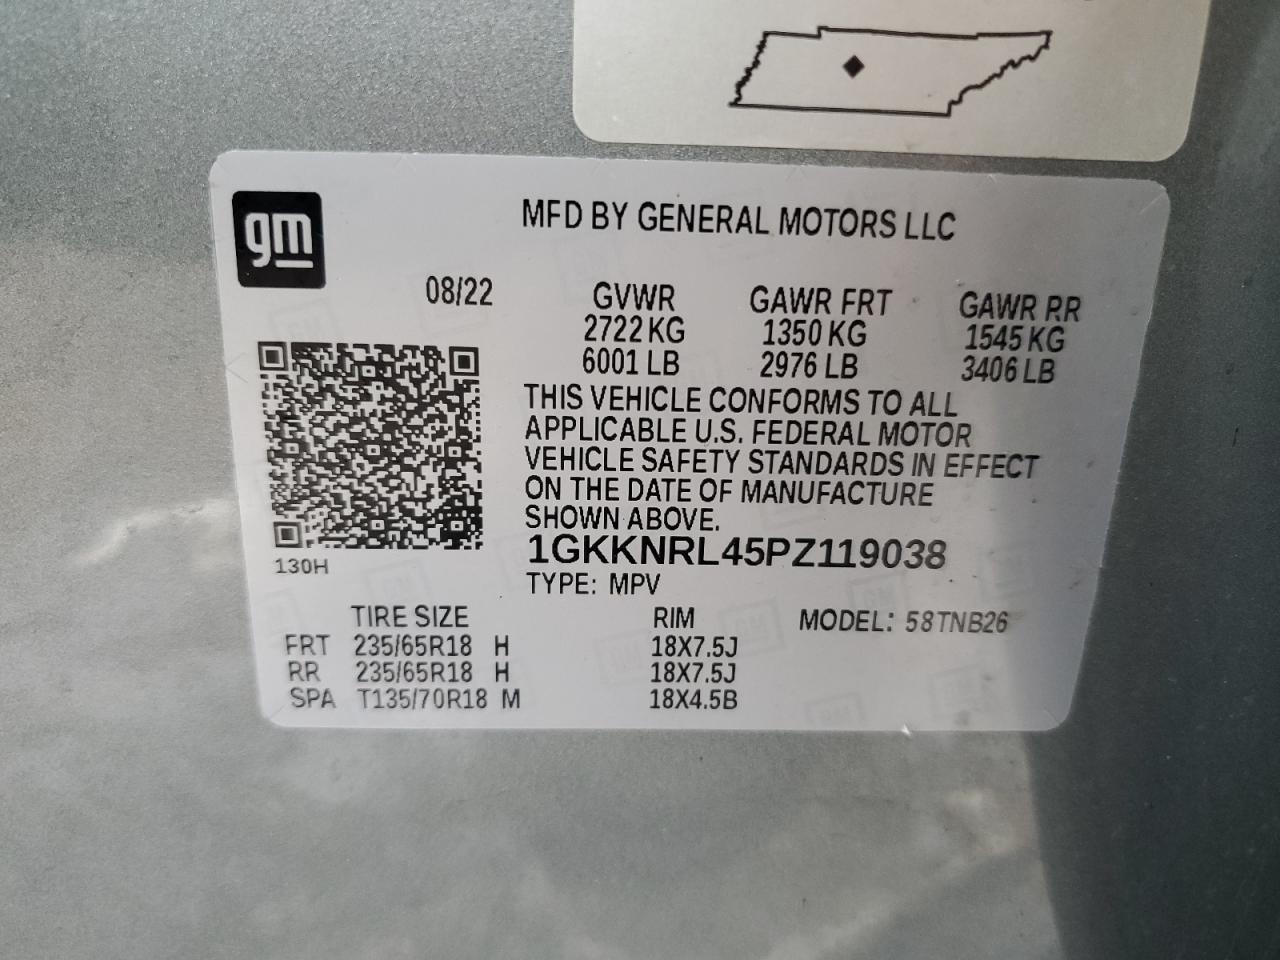 gm
MFD BY GENERAL MOTORS LLC
08/22 GVWR GAWR FRT GAWR RR
2722 KG 1350 KG 1545 KG
6001 LB 2976 LB 3406 LB
THIS VEHICLE CONFORMS TO ALL
APPLICABLE U.S. FEDERAL MOTOR
VEHICLE SAFETY STANDARDS IN EFFECT
ON THE DATE OF MANUFACTURE
SHOWN ABOVE.
1GKKNRL45PZ119038
130H
TYPE: MPV
TIRE SIZE RIM MODEL: 58TNB26
FRT 235/65R18 H 18X7.5J
RR 235/65R18 H 18X7.5J
SPA T135/70R18 M 18X4.5B